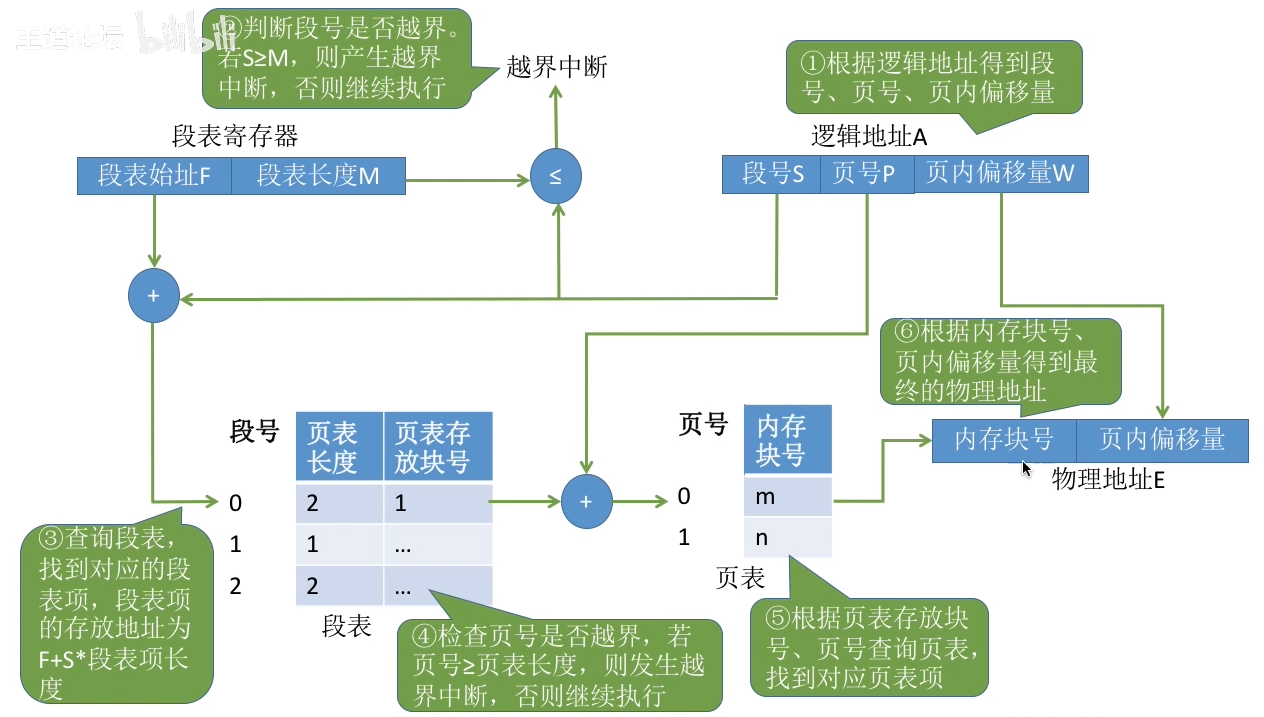 王道论坛 bilibili
②判断段号是否越界。
若S≥M，则产生越界
中断，否则继续执行
越界中断
①根据逻辑地址得到段
号、页号、页内偏移量
段表寄存器
逻辑地址A
段表始址F 段表长度M
≤
段号S 页号P 页内偏移量W
+
⑥根据内存块号、
页内偏移量得到最
终的物理地址
段号
页表
长度
页表存
放块号
页号
内存
块号
内存块号 页内偏移量
物理地址E
0 2 1
+
0 m
1 1 …
1 n
2 2 …
段表
页表
③查询段表，
找到对应的段
表项，段表项
的存放地址为
F+S*段表项长
度
④检查页号是否越界，若
页号≥页表长度，则发生越
界中断，否则继续执行
⑤根据页表存放块
号、页号查询页表，
找到对应页表项